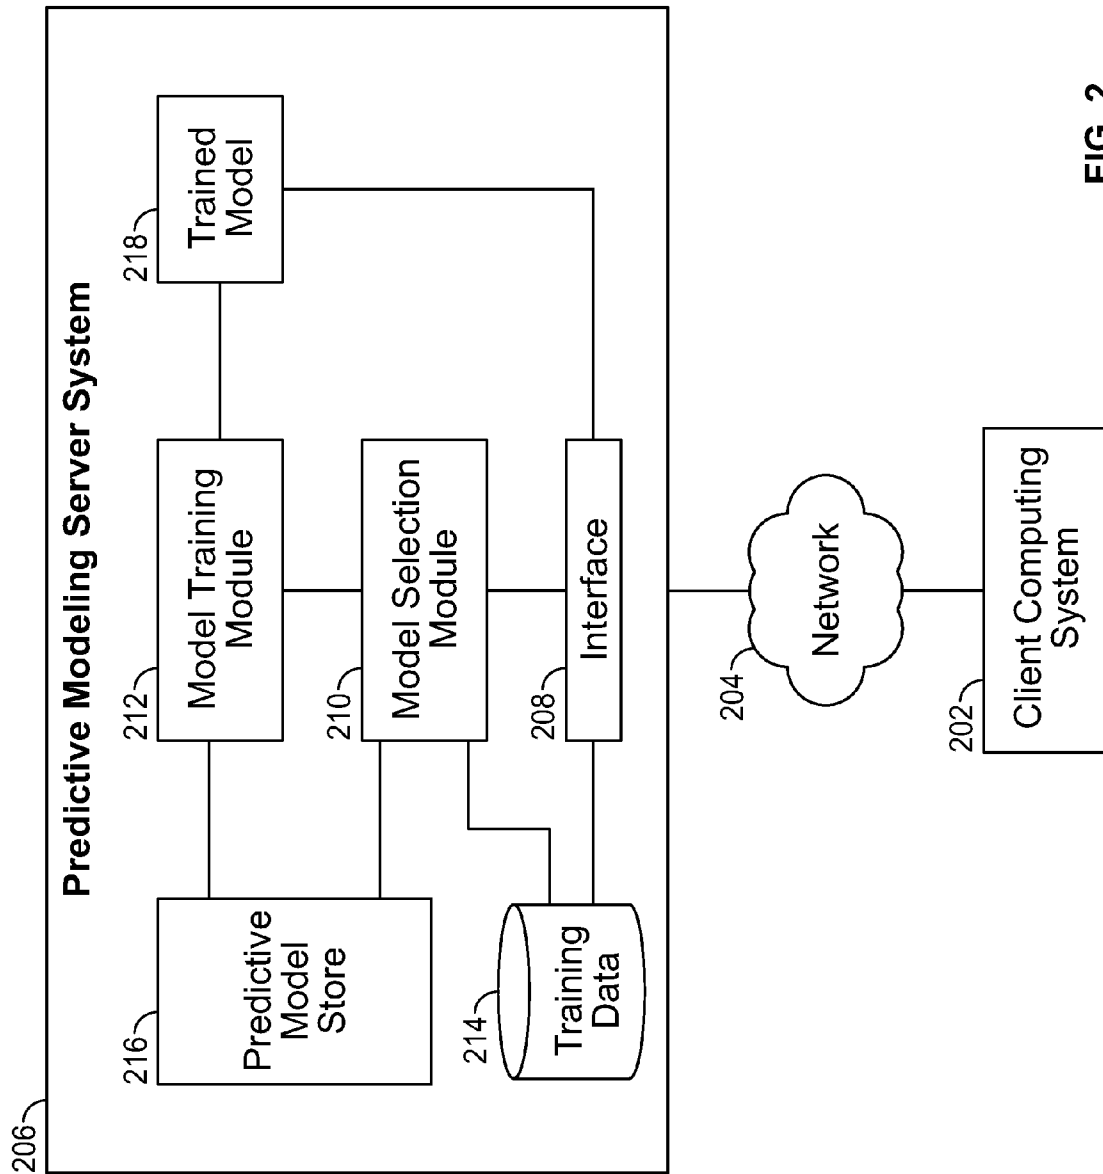 206
Predictive Modeling Server System
216
Predictive
Model
Store
212
Model Training
Module
218
Trained
Model
210
Model Selection
Module
214
Training
Data
208
Interface
204
Network
202
Client Computing
System
FIG. 2